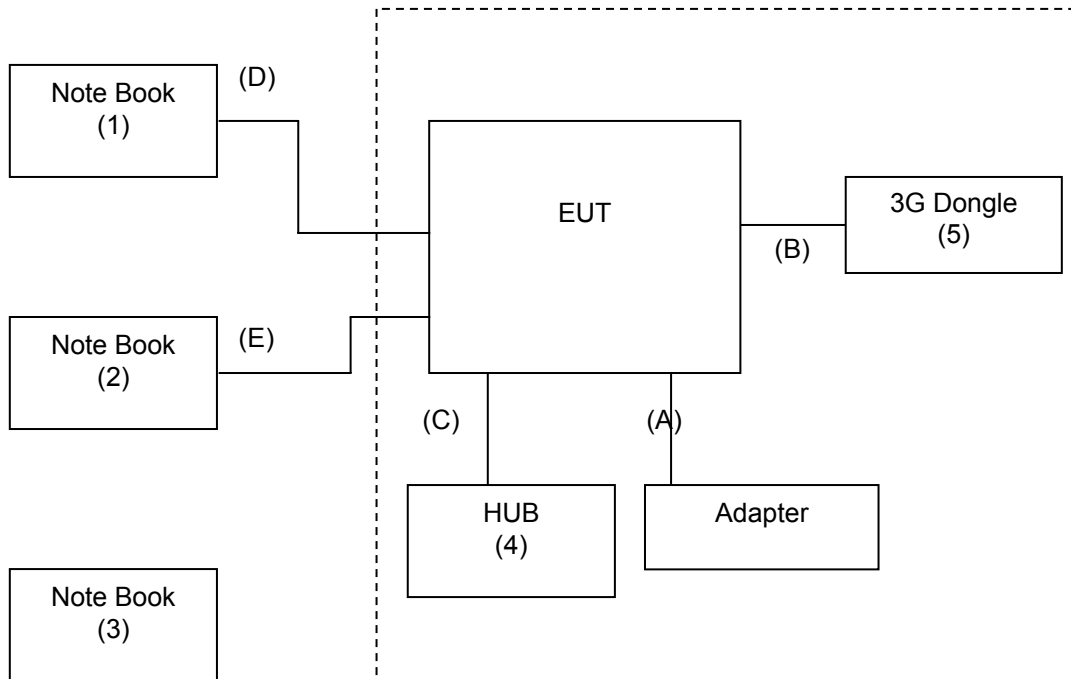 Note Book
(1)
(D)
EUT
3G Dongle
(5)
(B)
Note Book
(2)
(E)
(C)
(A)
HUB
(4)
Adapter
Note Book
(3)